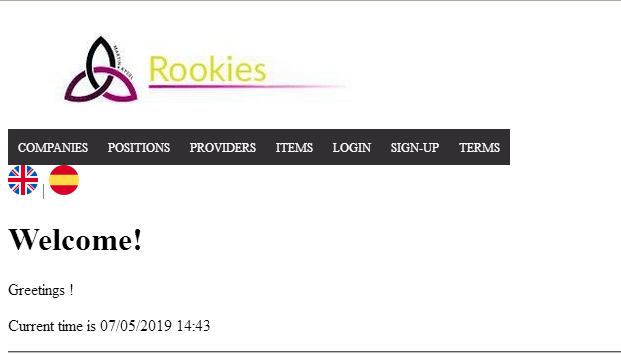 Rookies
COMPANIES POSITIONS PROVIDERS ITEMS LOGIN SIGN-UP TERMS
|
Welcome!
Greetings !
Current time is 07/05/2019 14:43